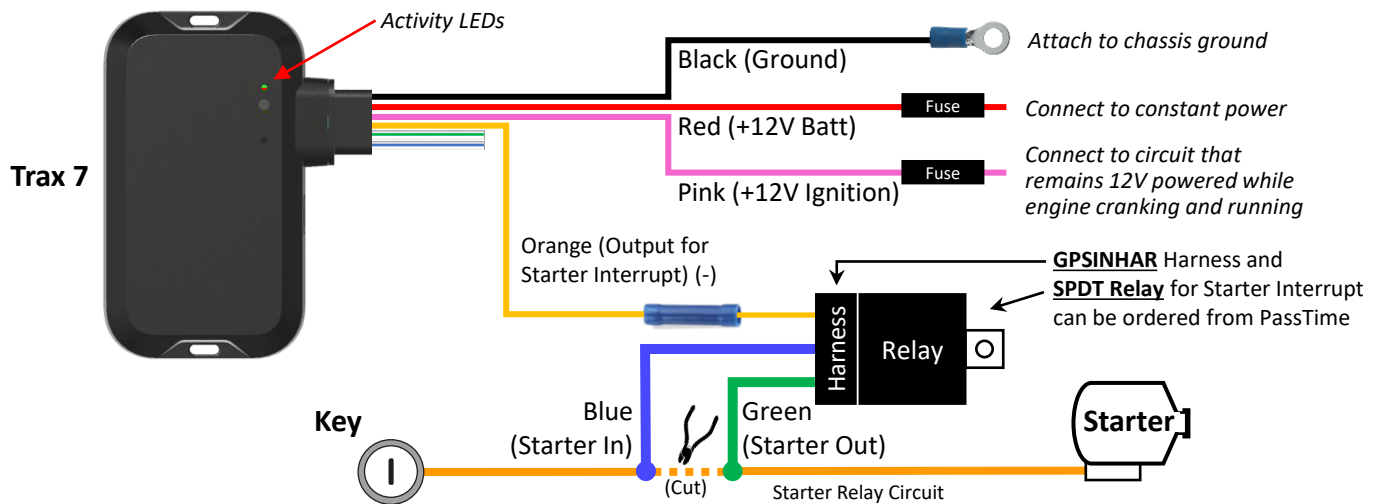 Activity LEDs
Black (Ground)
Attach to chassis ground
Fuse
Connect to constant power
Red (+12V Batt)
Trax 7
Fuse
Connect to circuit that
remains 12V powered while
engine cranking and running
Pink (+12V Ignition)
Orange (Output for
Starter Interrupt) (-)
GPSINHAR Harness and
SPDT Relay for Starter Interrupt
can be ordered from PassTime
Harness
Relay
Key
Blue
(Starter In)
Green
(Starter Out)
Starter
(Cut)
Starter Relay Circuit